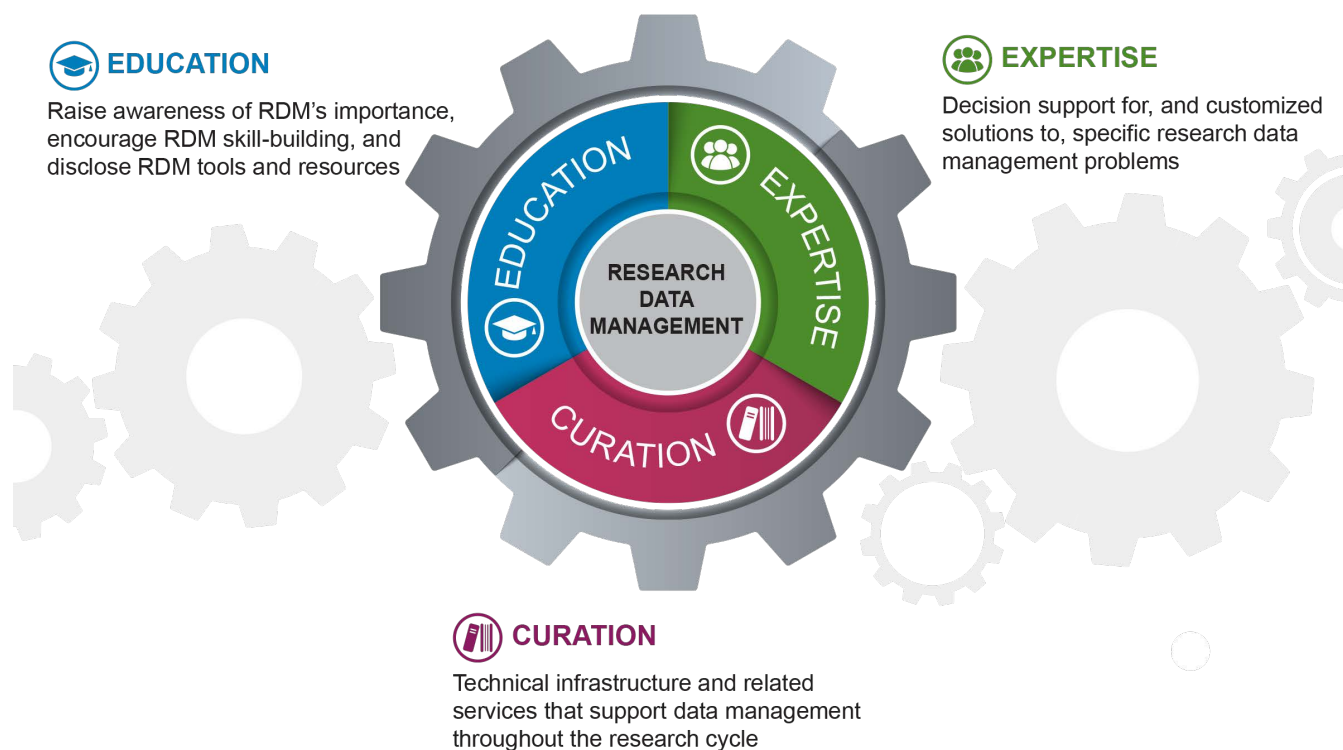 EDUCATION
Raise awareness of RDM’s importance,
encourage RDM skill-building, and
disclose RDM tools and resources
EXPERTISE
Decision support for, and customized
solutions to, specific research data
management problems
EDUCATION
EXPERTISE
RESEARCH
DATA
MANAGEMENT
CURATION
CURATION
Technical infrastructure and related
services that support data management
throughout the research cycle